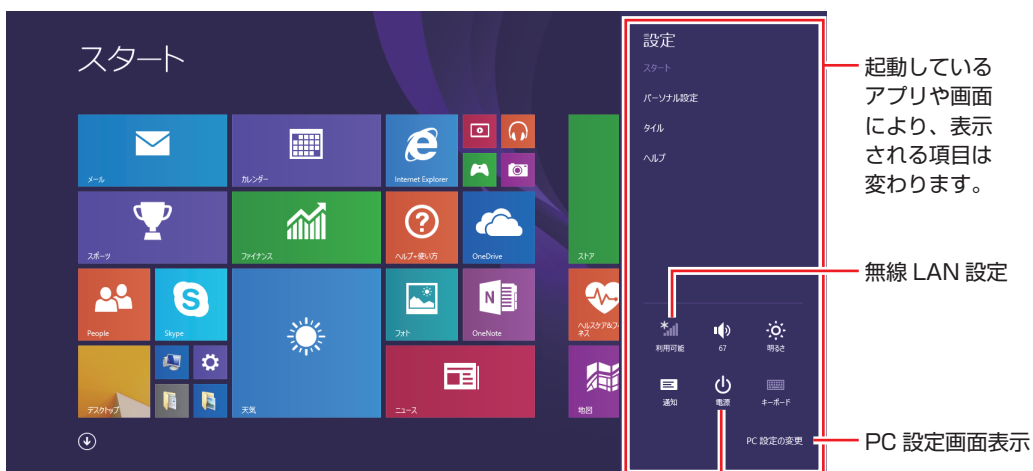 スタート
メール
カレンダー
Internet Explorer
スポーツ
ファイナンス
ヘルプ+使い方
OneDrive
ストア
People
Skype
フォト
OneNote
ヘルスケア&フィットネス
デスクトップ
天気
ニュース
地図
設定
スタート
パーソナル設定
タイル
ヘルプ
利用可能
67
明るさ
通知
電源
キーボード
PC 設定の変更
起動している
アプリや画面
により、表示
される項目は
変わります。
無線 LAN 設定
PC 設定画面表示